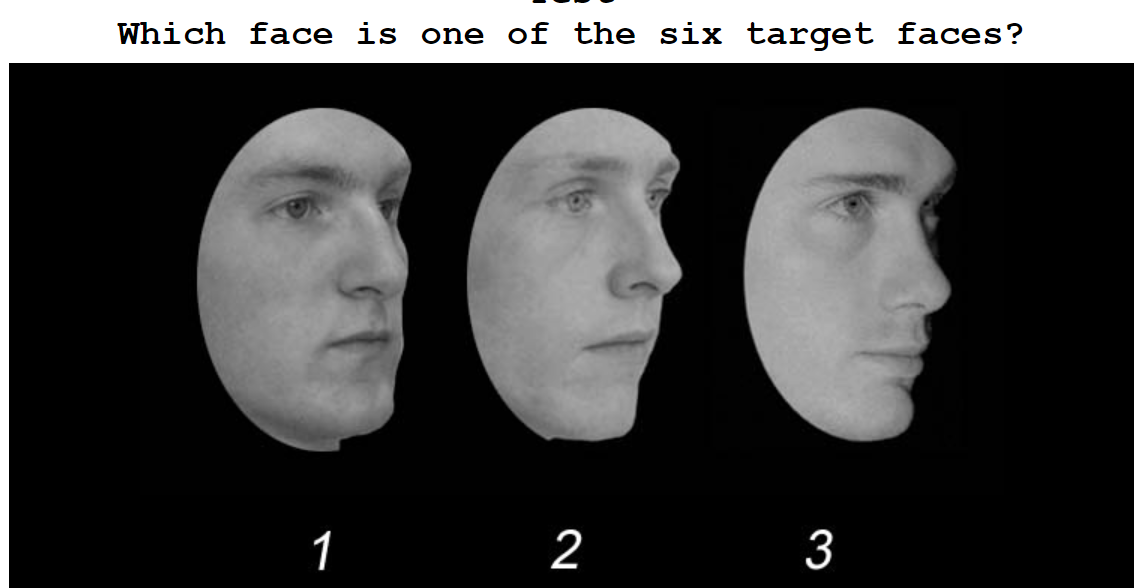 Which face is one of the six target faces?
1 2 3